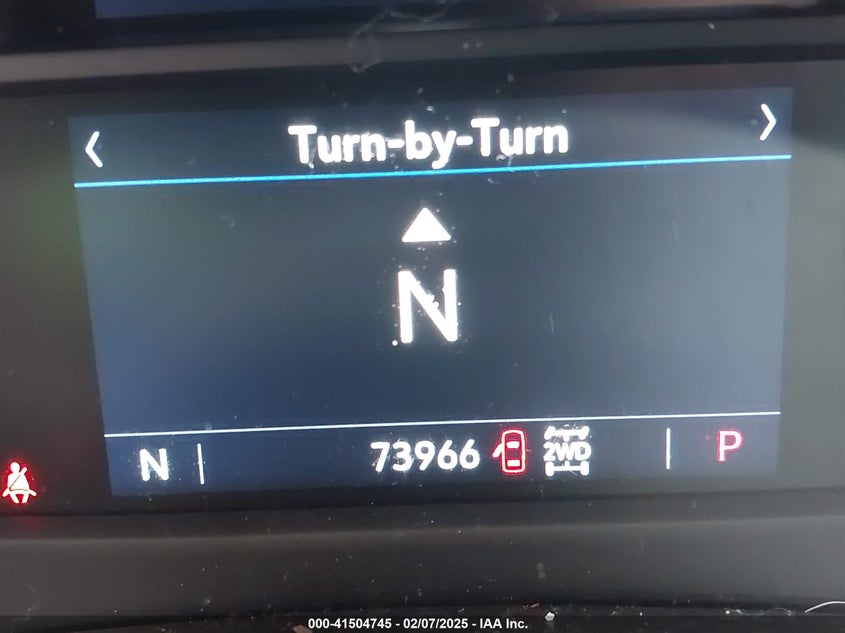 Turn-by-Turn
N
N 73966 2WD P
000-41504745 - 02/07/2025 - IAA Inc.